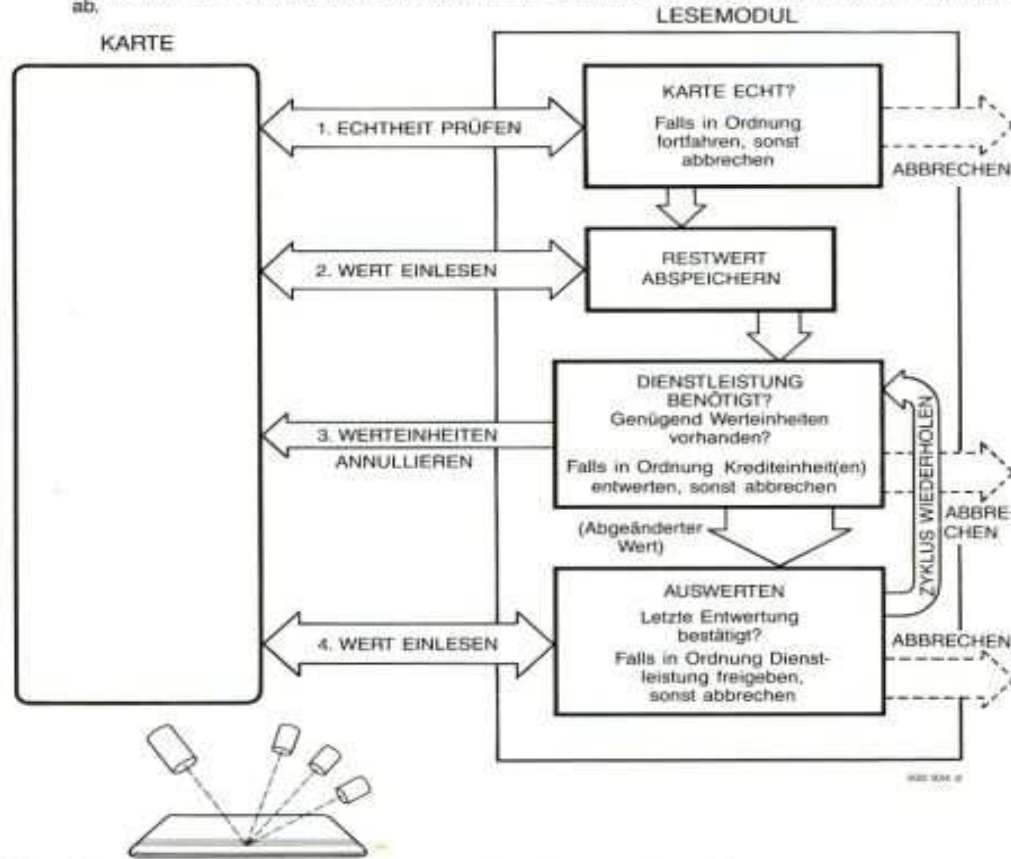 ab.
LESEMODUL
KARTE
KARTE ECHT?
1. ECHTHEIT PRÜFEN
Falls in Ordnung
fortfahren, sonst
abbrechen
ABBRECHEN
2. WERT EINLESEN
RESTWERT
ABSPEICHERN
DIENSTLEISTUNG
BENÖTIGT?
Genügend Werteinheiten
vorhanden?
3. WERTEINHEITEN
ANNULLIEREN
Falls in Ordnung Krediteinheit(en)
entwerten, sonst abbrechen
ZYKLUS WIEDERHOLEN
ABBRE-
CHEN
(Abgeänderter
Wert)
AUSWERTEN
Letzte Entwertung
bestätigt?
4. WERT EINLESEN
Falls in Ordnung Dienst-
leistung freigeben,
sonst abbrechen
ABBRECHEN